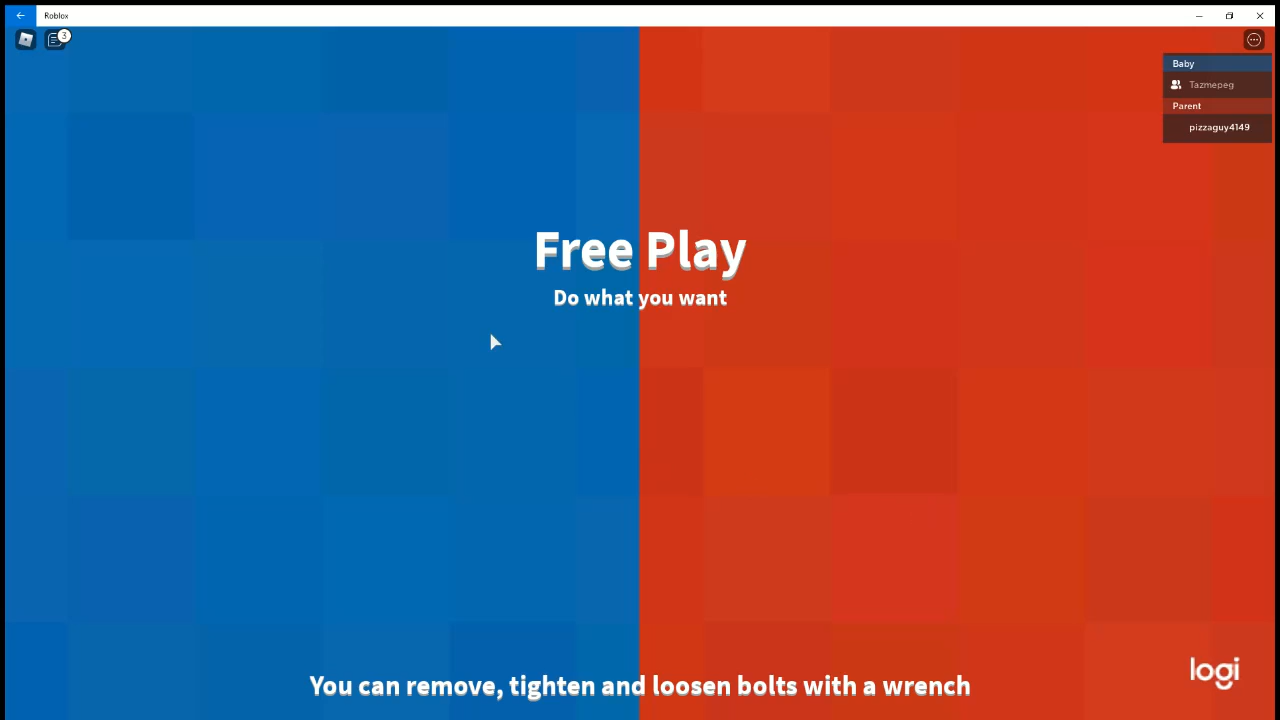 Roblox
3
Baby
Tazmepeg
Parent
pizzaguy4149
Free Play
Do what you want
You can remove, tighten and loosen bolts with a wrench
logi